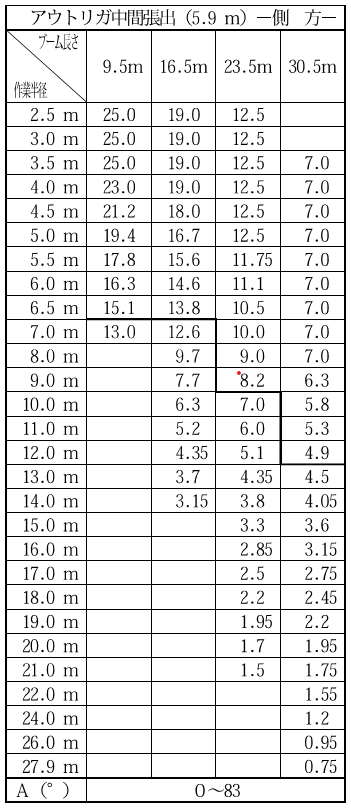 アウトリガ中間張出（5.9 m）－側　方－
ブーム長さ
作業半径
9.5m 16.5m 23.5m 30.5m
2.5 m 25.0 19.0 12.5
3.0 m 25.0 19.0 12.5
3.5 m 25.0 19.0 12.5 7.0
4.0 m 23.0 19.0 12.5 7.0
4.5 m 21.2 18.0 12.5 7.0
5.0 m 19.4 16.7 12.5 7.0
5.5 m 17.8 15.6 11.75 7.0
6.0 m 16.3 14.6 11.1 7.0
6.5 m 15.1 13.8 10.5 7.0
7.0 m 13.0 12.6 10.0 7.0
8.0 m 9.7 9.0 7.0
9.0 m 7.7 8.2 6.3
10.0 m 6.3 7.0 5.8
11.0 m 5.2 6.0 5.3
12.0 m 4.35 5.1 4.9
13.0 m 3.7 4.35 4.5
14.0 m 3.15 3.8 4.05
15.0 m 3.3 3.6
16.0 m 2.85 3.15
17.0 m 2.5 2.75
18.0 m 2.2 2.45
19.0 m 1.95 2.2
20.0 m 1.7 1.95
21.0 m 1.5 1.75
22.0 m 1.55
24.0 m 1.2
26.0 m 0.95
27.9 m 0.75
A（°） 0～83